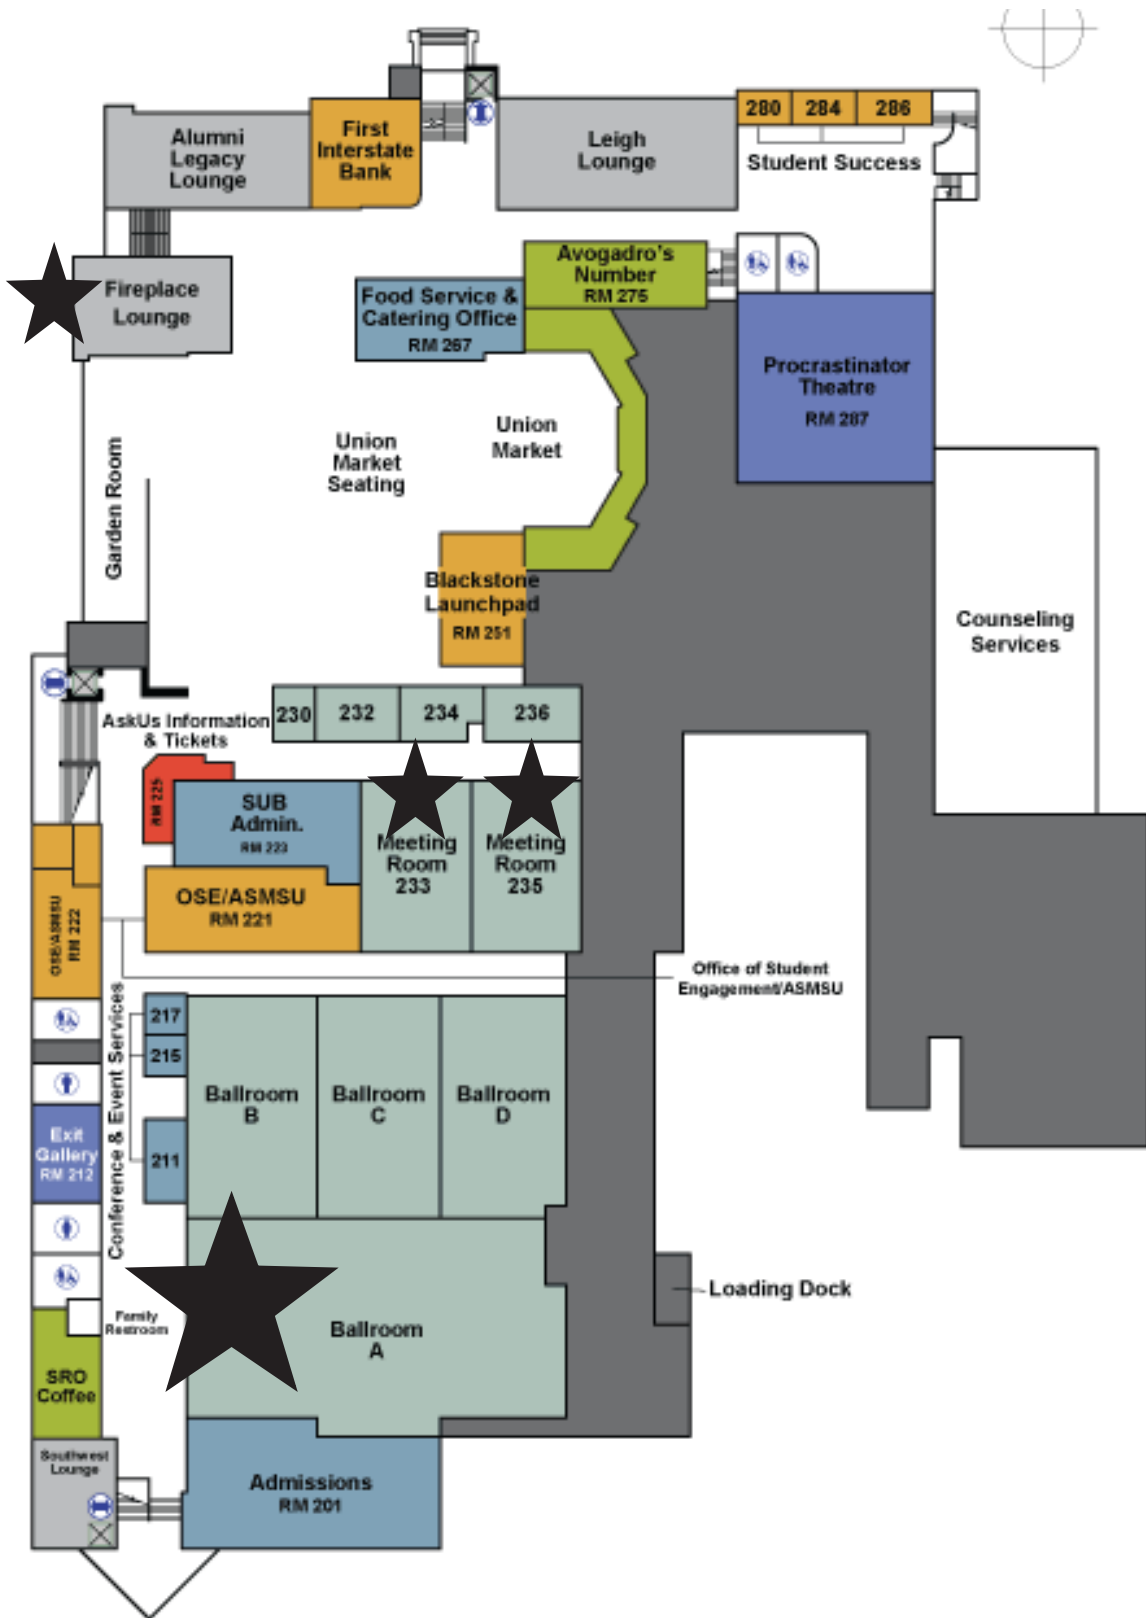 Alumni
Legacy
Lounge
First
Interstate
Bank
Leigh
Lounge
280
284
286
Student Success
Fireplace
Lounge
Avogadro's
Number
RM 275
Food Service &
Catering Office
RM 267
Procrastinator
Theatre
RM 287
Union
Market
Union
Market
Seating
Garden Room
Blackstone
Launchpad
RM 251
Counseling
Services
230
232
234
236
AskUs Information
& Tickets
RM 225
SUB
Admin.
RM 223
Meeting
Room
233
Meeting
Room
235
OSE/ASMSU
RM 221
OSE/ASMSU
RM 222
Office of Student
Engagement/ASMSU
Conference & Event Services
217
215
211
Ballroom
B
Ballroom
C
Ballroom
D
Exit
Gallery
RM 212
Loading Dock
Family
Restroom
Ballroom
A
SRO
Coffee
Southwest
Lounge
Admissions
RM 201